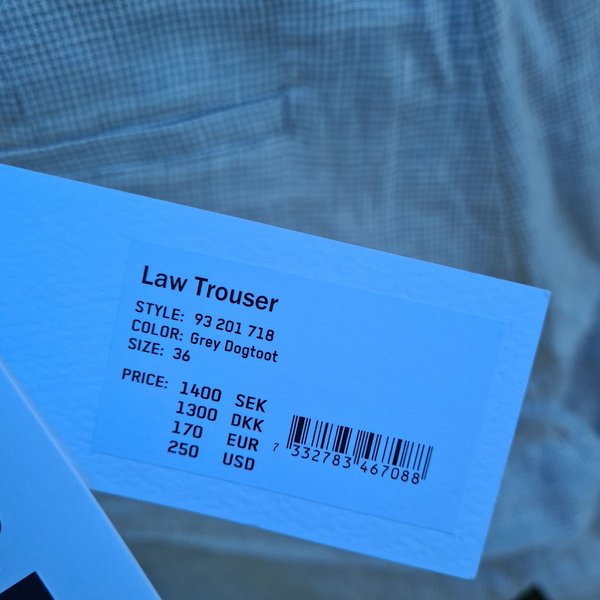 Law Trouser
STYLE: 93 201 718
COLOR: Grey Dogtoot
SIZE: 36
PRICE: 1400 SEK
1300 DKK
170 EUR
250 USD
7 332783 467088